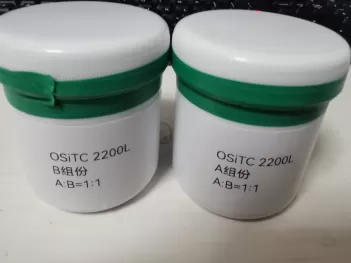 OSiTC 2200L
B组份
A:B=1:1
OSiTC 2200L
A组份
A:B=1:1